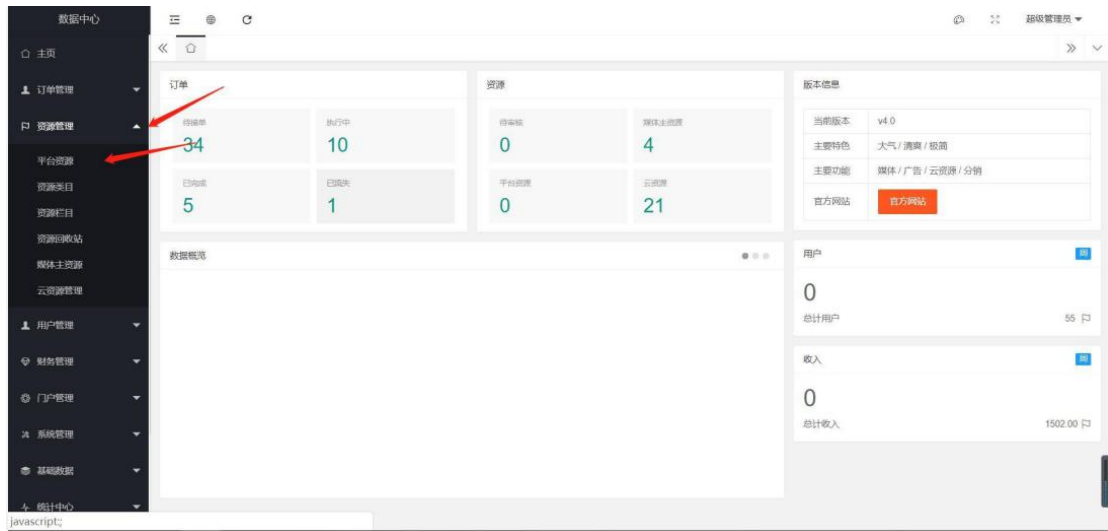 数据中心
超级管理员
主页
订单管理
资源管理
平台资源
资源类目
资源栏目
资源回收站
媒体主资源
云资源管理
用户管理
财务管理
门户管理
系统管理
基础数据
统计中心
javascript:;
订单
待接单
34
执行中
10
已完成
5
已流失
1
资源
待审核
0
媒体主资源
4
平台资源
0
云资源
21
数据概览
版本信息
当前版本 v4.0
主要特色 大气 / 清爽 / 极简
主要功能 媒体 / 广告 / 云资源 / 分销
官方网站 官方网站
用户 周
0
总计用户 55
收入 周
0
总计收入 1502.00